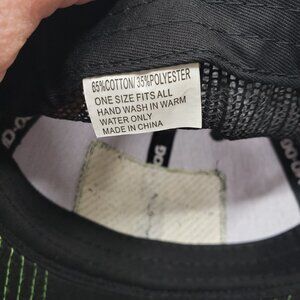 65%COTTON/ 35%POLYESTER
ONE SIZE FITS ALL
HAND WASH IN WARM
WATER ONLY
MADE IN CHINA